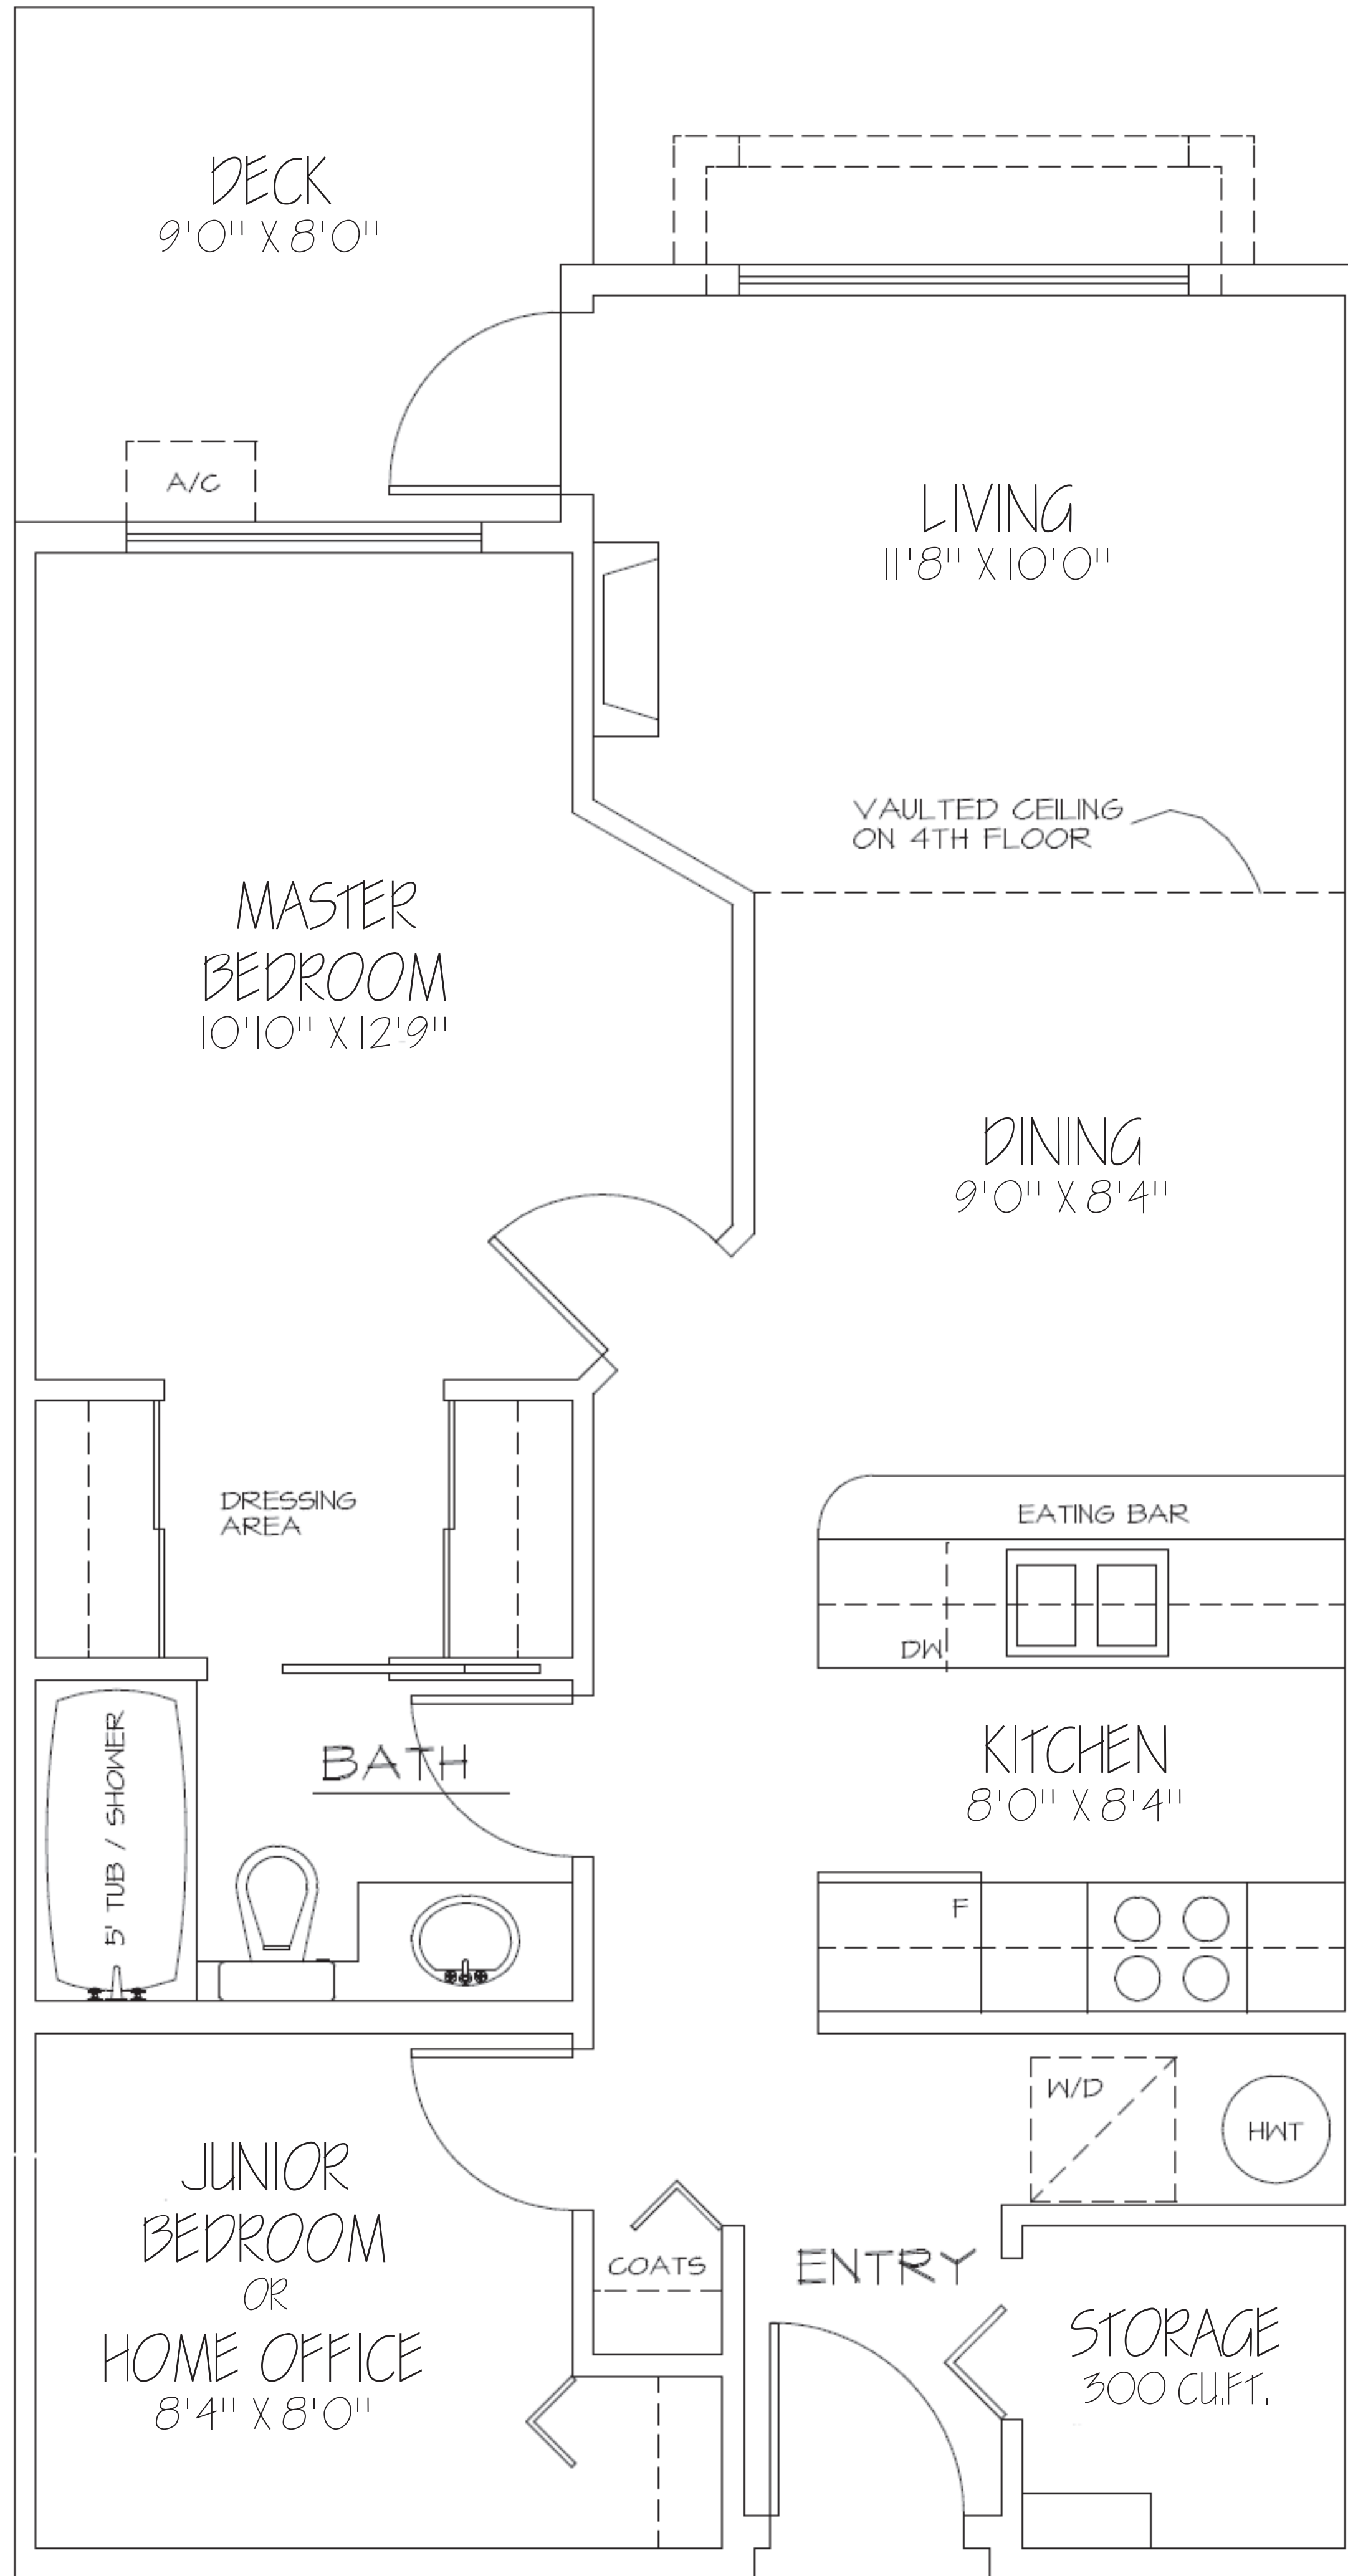 DECK
9'0" X 8'0"
A/C
LIVING
11'8" X 10'0"
VAULTED CEILING
ON 4TH FLOOR
MASTER
BEDROOM
10'10" X 12'9"
DINING
9'0" X 8'4"
DRESSING
AREA
EATING BAR
DW
BATH
5' TUB / SHOWER
KITCHEN
8'0" X 8'4"
F
W/D
HWT
JUNIOR
BEDROOM
OR
HOME OFFICE
8'4" X 8'0"
COATS
ENTRY
STORAGE
300 CU.FT.